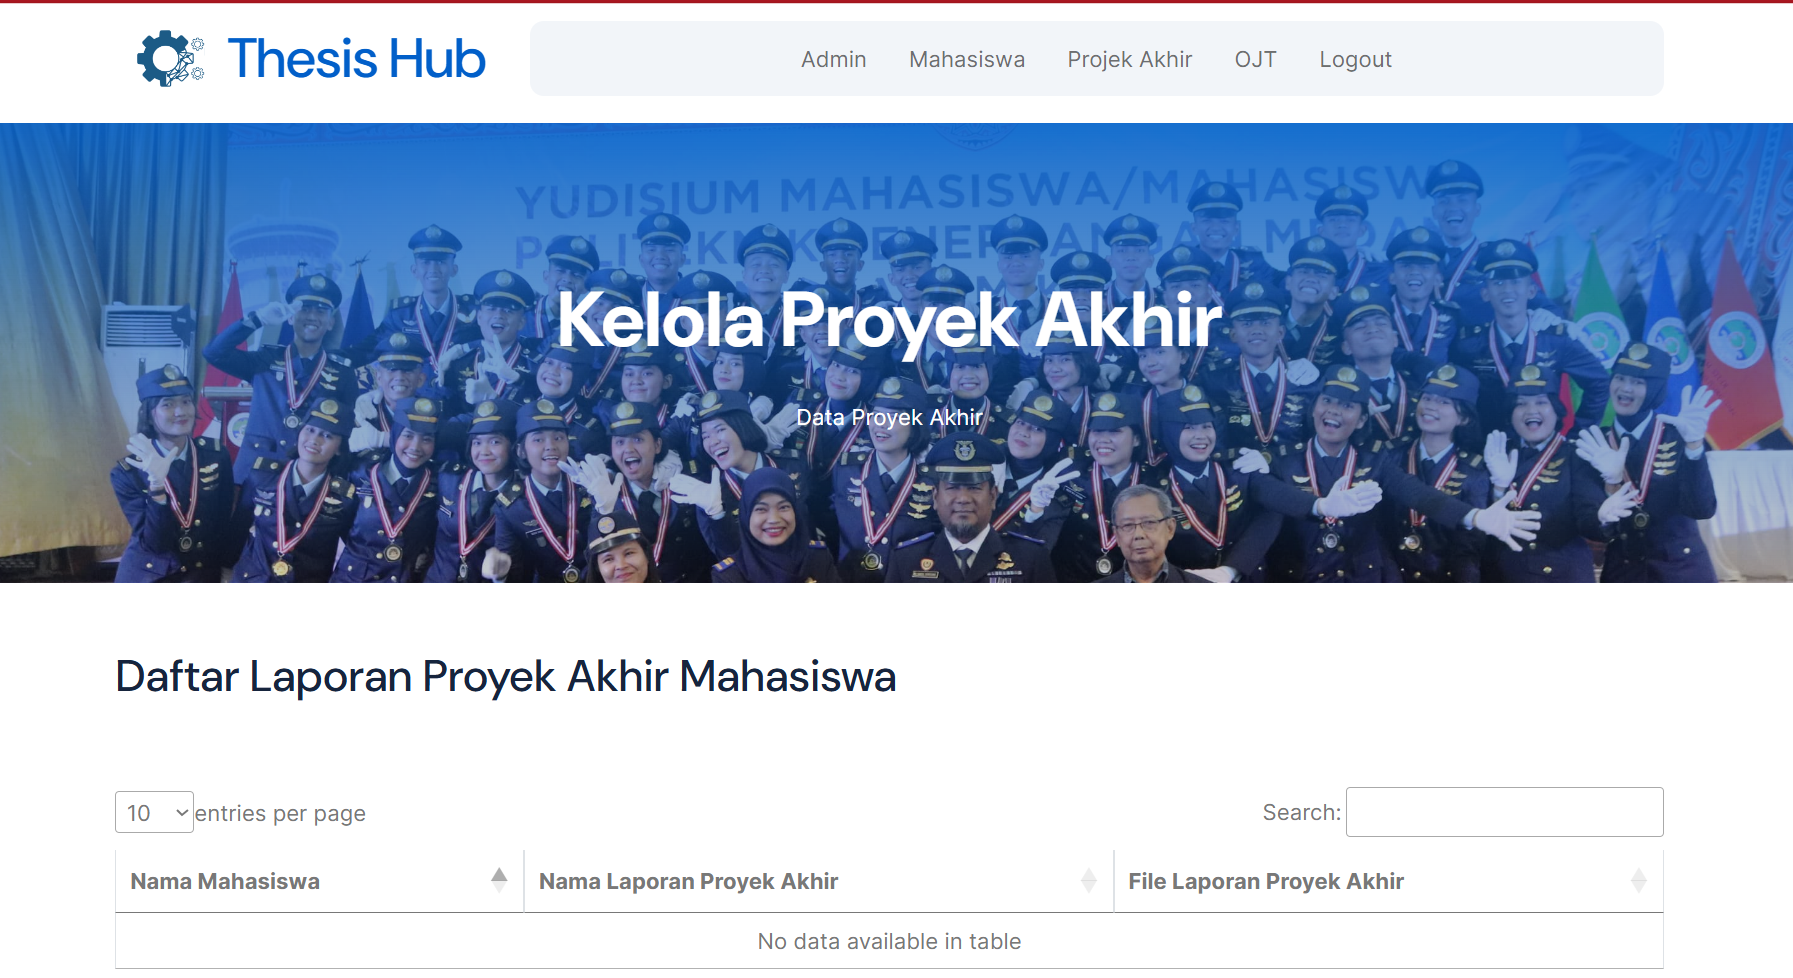 Thesis Hub
Admin Mahasiswa Projek Akhir OJT Logout
YUDISIUM MAHASISWA/MAHASISW
Kelola Proyek Akhir
Data Proyek Akhir
Daftar Laporan Proyek Akhir Mahasiswa
10 entries per page
Search:
Nama Mahasiswa Nama Laporan Proyek Akhir File Laporan Proyek Akhir
No data available in table